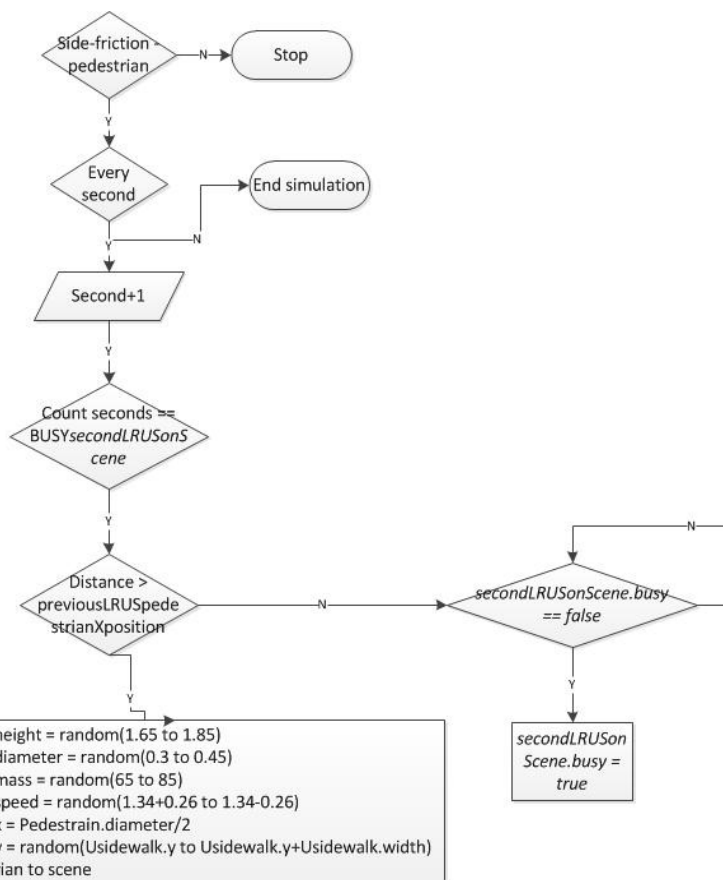 Side-friction -
pedestrian
N
Stop
Y
Every
second
End simulation
N
Y
Second+1
Y
Count seconds ==
BUSYsecondLRUSonS
cene
Y
Distance >
previousLRUSpede
strianXposition
N
N
secondLRUSonScene.busy
== false
Y
Y
secondLRUSon
Scene.busy =
true
height = random(1.65 to 1.85)
diameter = random(0.3 to 0.45)
mass = random(65 to 85)
speed = random(1.34+0.26 to 1.34-0.26)
= Pedestrain.diameter/2
= random(Usidewalk.y to Usidewalk.y+Usidewalk.width)
rian to scene